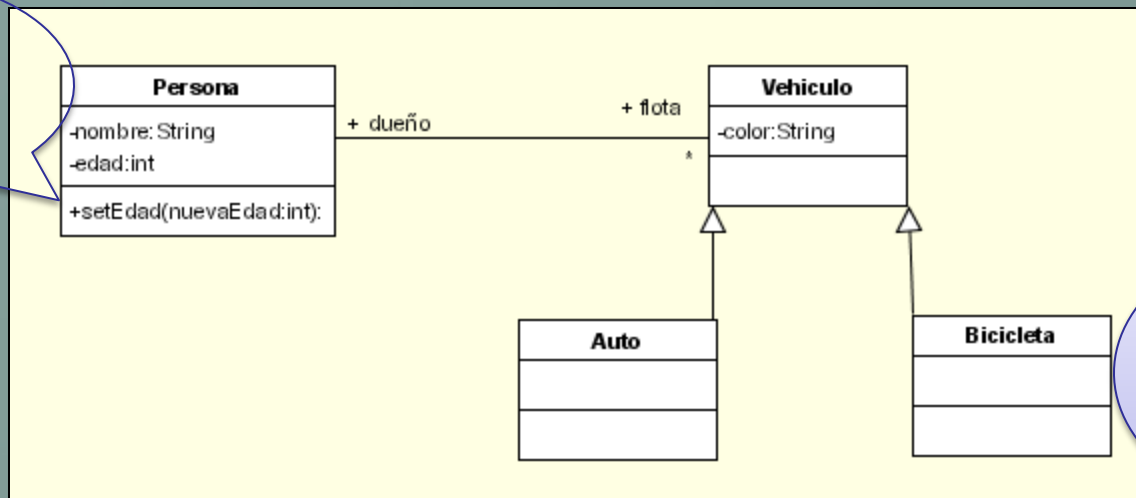 Persona
-nombre:String
-edad:int
+setEdad(nuevaEdad:int):
+ dueño
+ flota
*
Vehiculo
-color:String
Auto
Bicicleta